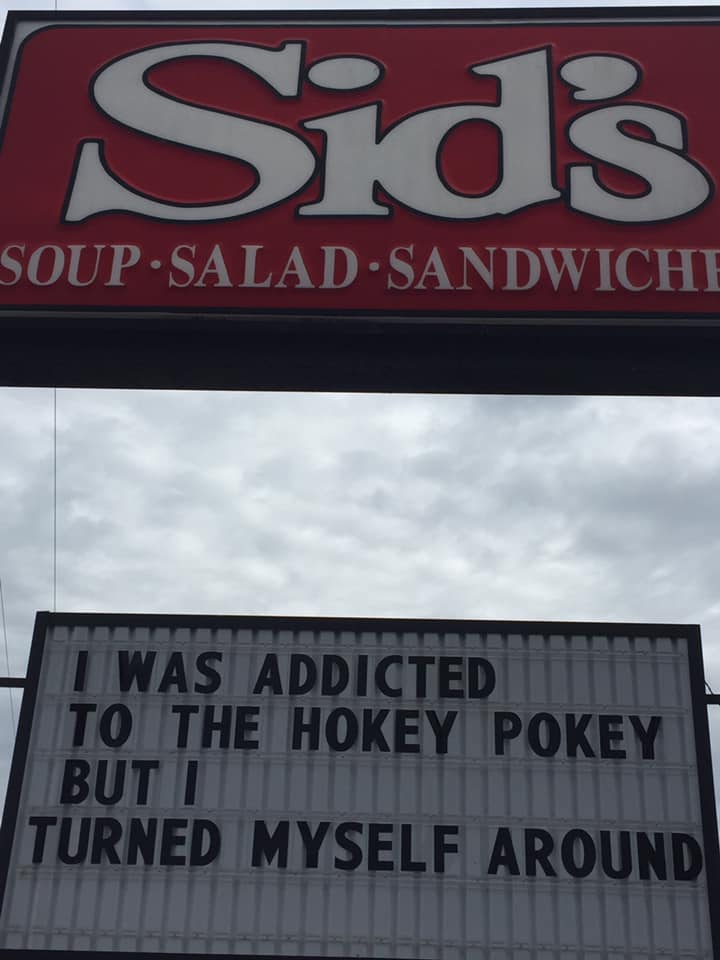 Sid's
SOUP·SALAD·SANDWICHE
I WAS ADDICTED
TO THE HOKEY POKEY
BUT I
TURNED MYSELF AROUND